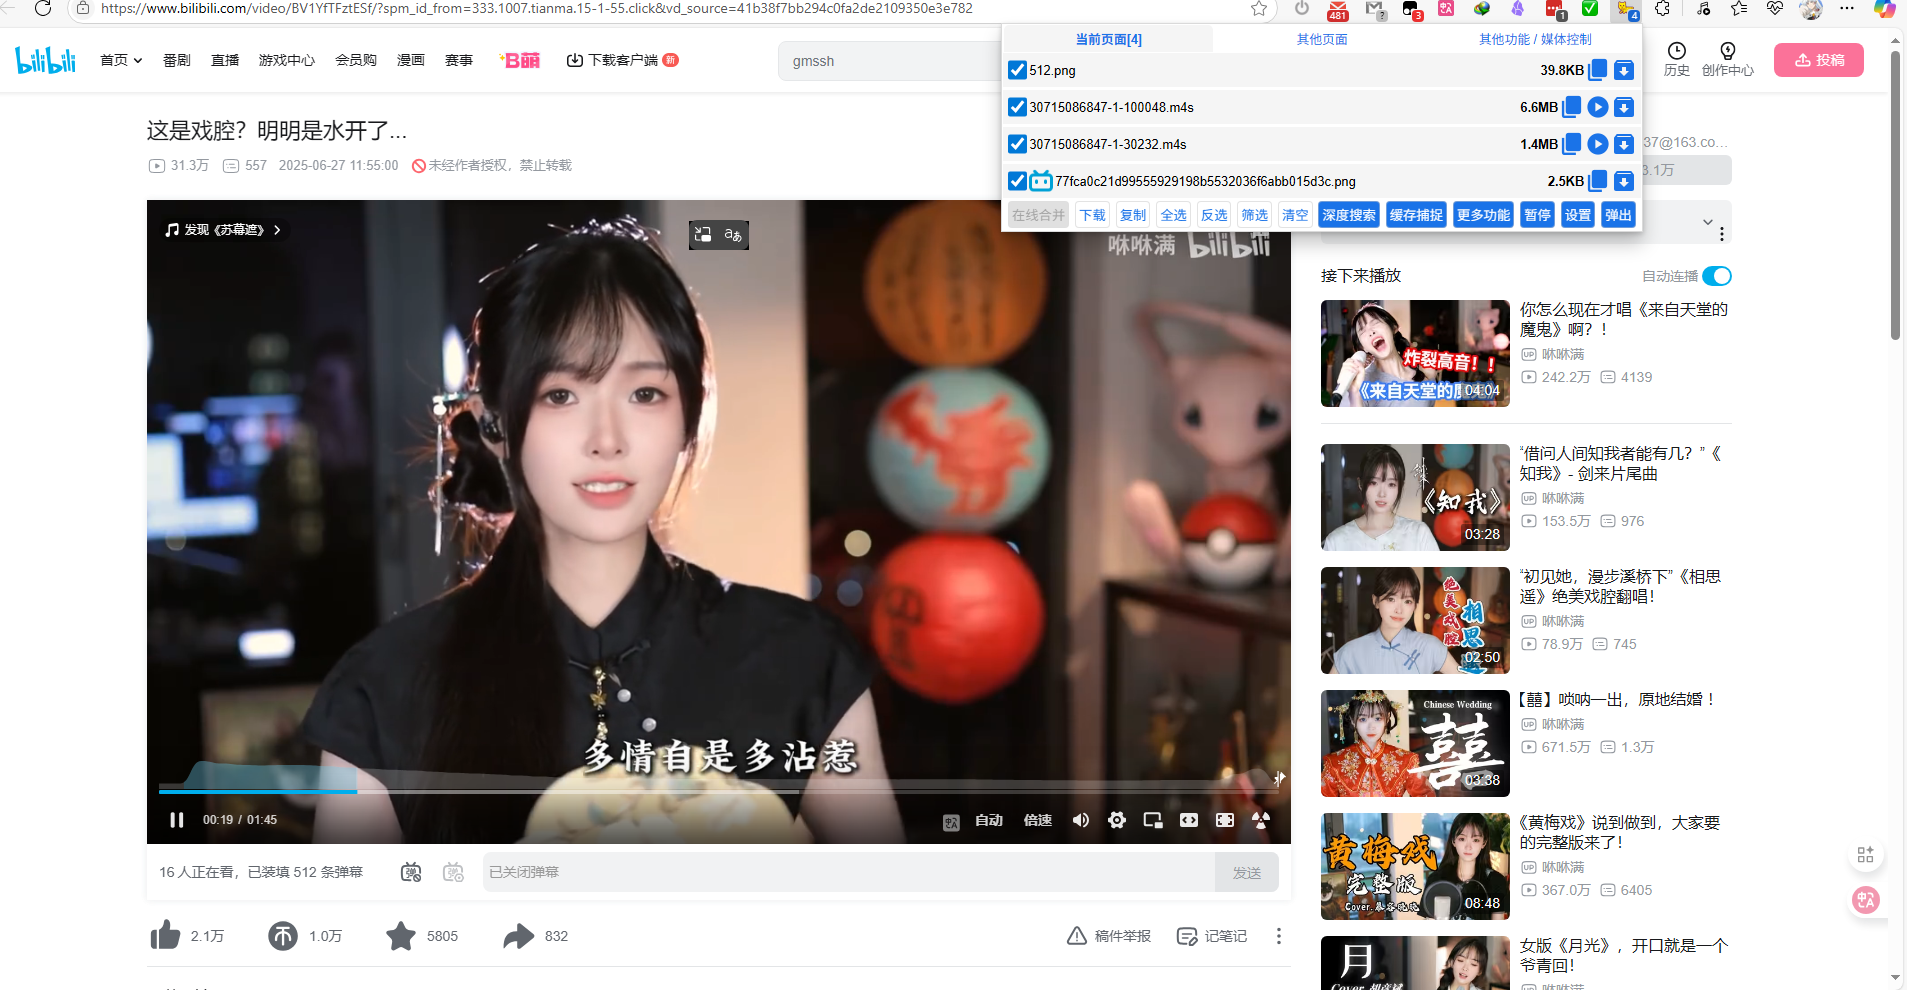 https://www.bilibili.com/video/BV1YfTFztESf/?spm_id_from=333.1007.tianma.15-1-55.click&vd_source=41b38f7bb294c0fa2de2109350e3e782
481
?
3
1
4
bilibili
首页
番剧
直播
游戏中心
会员购
漫画
赛事
B萌
下载客户端
新
gmssh
历史
创作中心
投稿
当前页面[4]
其他页面
其他功能 / 媒体控制
512.png
39.8KB
30715086847-1-100048.m4s
6.6MB
30715086847-1-30232.m4s
1.4MB
77fca0c21d99555929198b5532036f6abb015d3c.png
2.5KB
在线合并
下载
复制
全选
反选
筛选
清空
深度搜索
缓存捕捉
更多功能
暂停
设置
弹出
37@163.co...
3.1万
这是戏腔？明明是水开了...
31.3万
557
2025-06-27 11:55:00
未经作者授权，禁止转载
发现《苏幕遮》
咻咻满 bilibili
多情自是多沾惹
00:19 / 01:45
自动
倍速
16 人正在看，已装填 512 条弹幕
已关闭弹幕
发送
2.1万
1.0万
5805
832
稿件举报
记笔记
接下来播放
自动连播
炸裂高音！！
《来自天堂的
04:04
你怎么现在才唱《来自天堂的
魔鬼》啊？！
咻咻满
242.2万
4139
《知我》
03:28
“借问人间知我者能有几？”《
知我》- 剑来片尾曲
咻咻满
153.5万
976
绝美戏腔
相思
02:50
“初见她，漫步溪桥下”《相思
遥》绝美戏腔翻唱！
咻咻满
78.9万
745
Chinese Wedding
囍
03:38
【囍】唢呐一出，原地结婚！
咻咻满
671.5万
1.3万
黄梅戏
完整版
08:48
《黄梅戏》说到做到，大家要
的完整版来了！
咻咻满
367.0万
6405
月
女版《月光》，开口就是一个
爷青回！